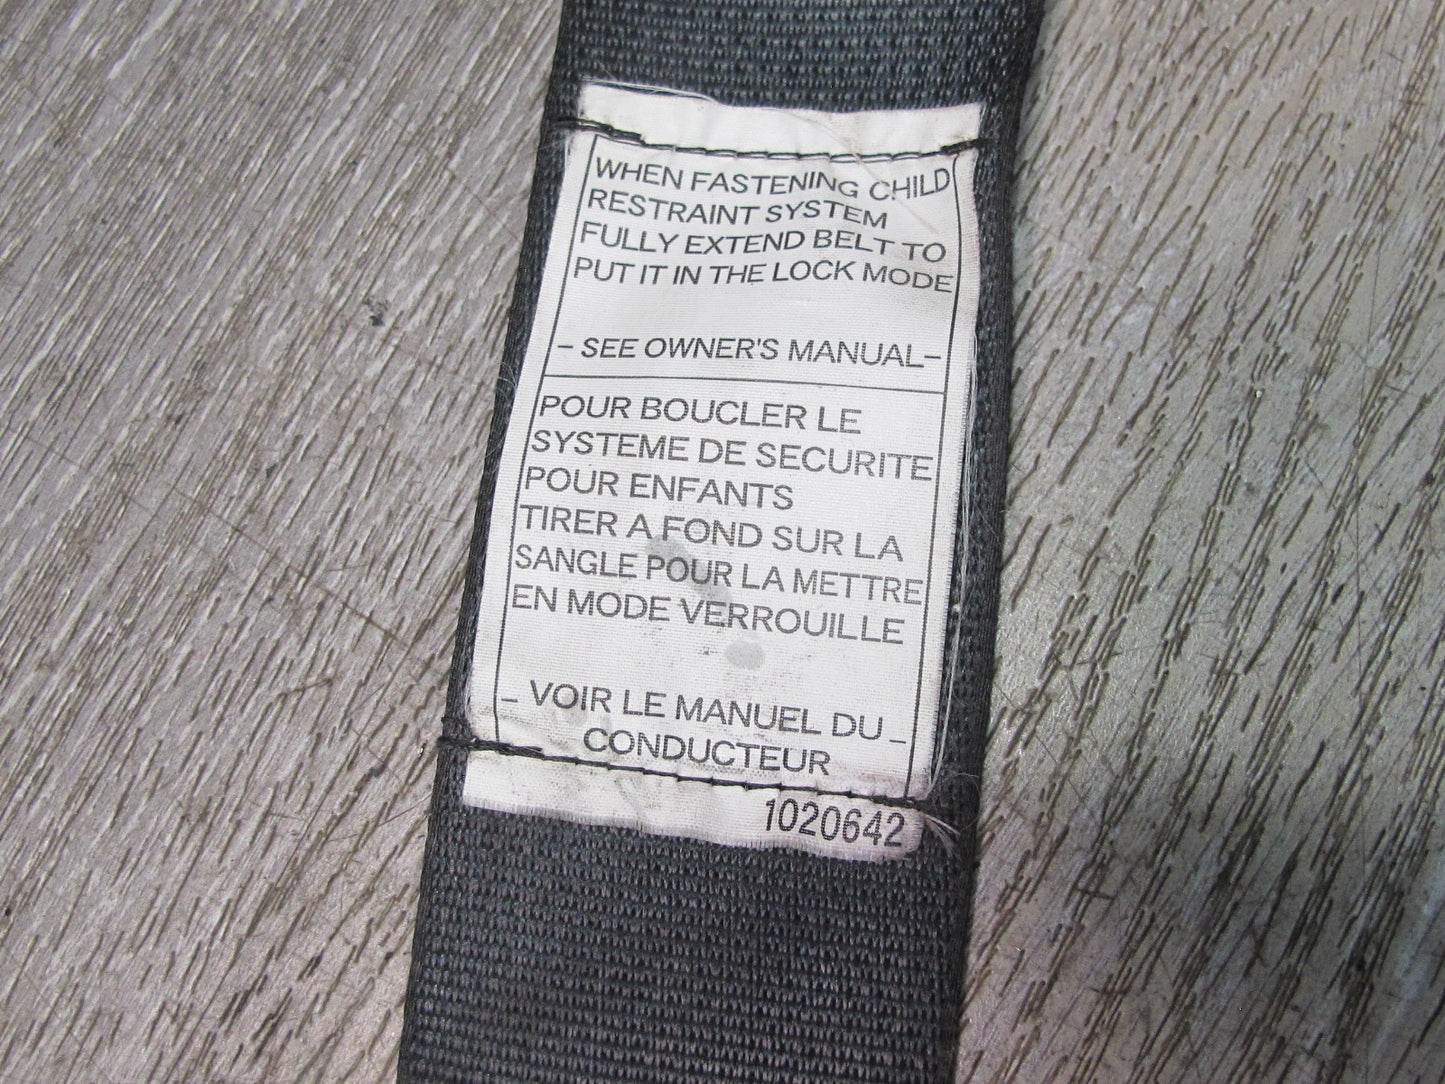 WHEN FASTENING CHILD
RESTRAINT SYSTEM
FULLY EXTEND BELT TO
PUT IT IN THE LOCK MODE
– SEE OWNER'S MANUAL –
POUR BOUCLER LE
SYSTEME DE SECURITE
POUR ENFANTS
TIRER A FOND SUR LA
SANGLE POUR LA METTRE
EN MODE VERROUILLE
– VOIR LE MANUEL DU –
CONDUCTEUR
1020642